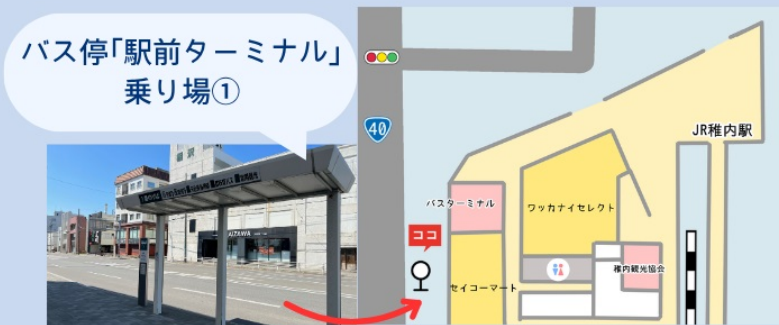 バス停「駅前ターミナル」
乗り場①
40
JR稚内駅
バスターミナル
ワッカナイセレクト
ココ
稚内観光協会
セイコーマート
AIZAWA